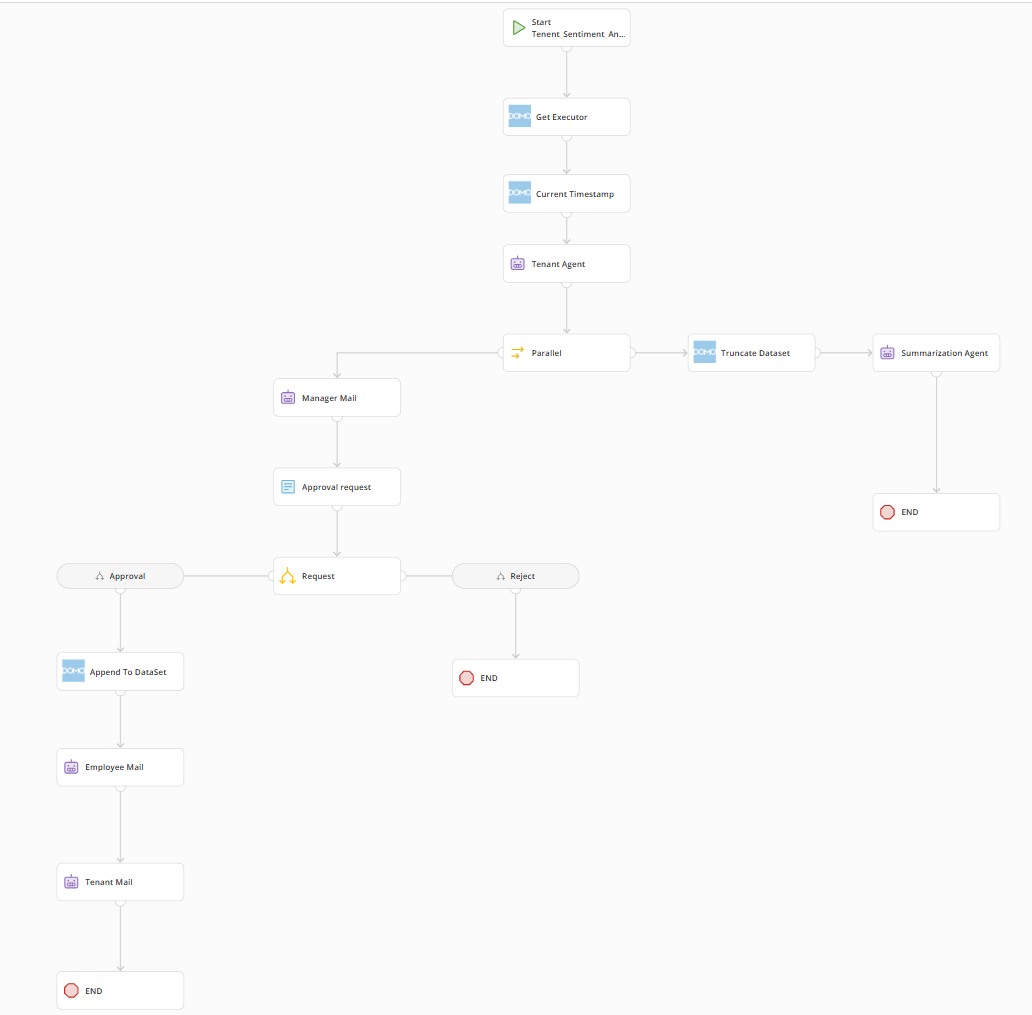 Start
Tenent_Sentiment_An...
DOMO Get Executor
DOMO Current Timestamp
Tenant Agent
Parallel
DOMO Truncate Dataset
Summarization Agent
Manager Mail
Approval request
END
Approval
Request
Reject
DOMO Append To DataSet
END
Employee Mail
Tenant Mail
END